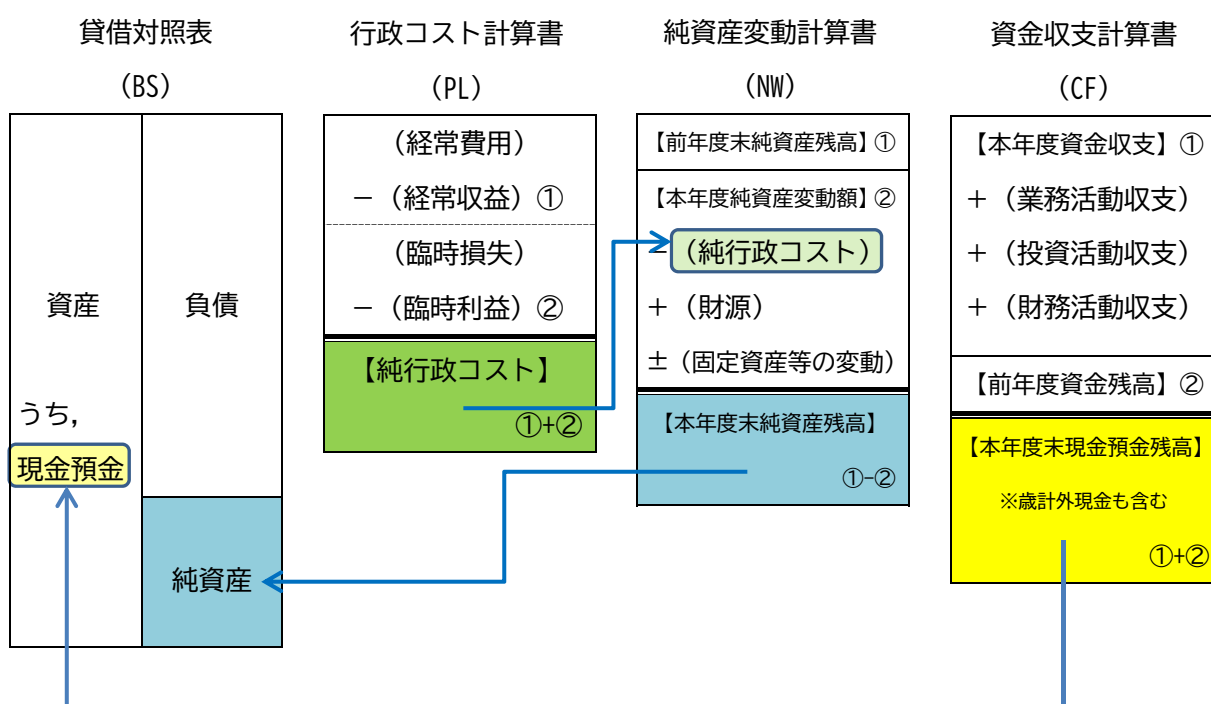 貸借対照表
（BS）
資産
負債
うち，
現金預金
純資産
行政コスト計算書
（PL）
（経常費用）
－（経常収益）①
（臨時損失）
－（臨時利益）②
【純行政コスト】
①+②
純資産変動計算書
（NW）
【前年度末純資産残高】①
【本年度純資産変動額】②
－（純行政コスト）
＋（財源）
±（固定資産等の変動）
【本年度末純資産残高】
①-②
資金収支計算書
（CF）
【本年度資金収支】①
＋（業務活動収支）
＋（投資活動収支）
＋（財務活動収支）
【前年度資金残高】②
【本年度末現金預金残高】
※歳計外現金も含む
①+②